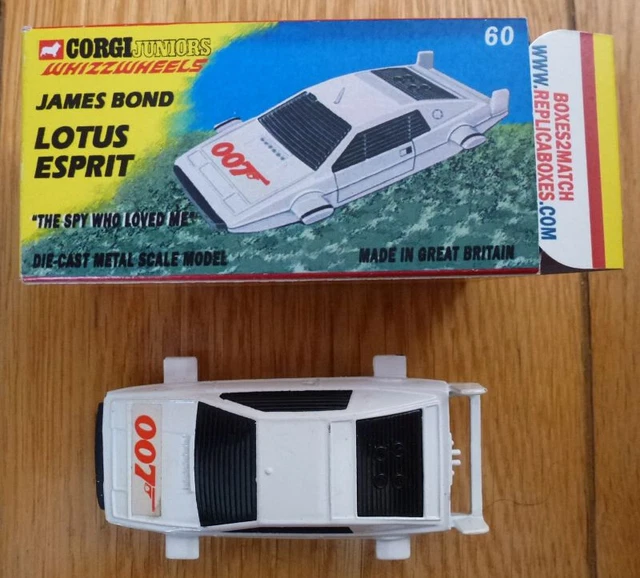 CORGI JUNIORS
60
WHIZZWHEELS
JAMES BOND
LOTUS
ESPRIT
007
"THE SPY WHO LOVED ME"
DIE-CAST METAL SCALE MODEL
MADE IN GREAT BRITAIN
BOXES2MATCH
WWW.REPLICABOXES.COM
007